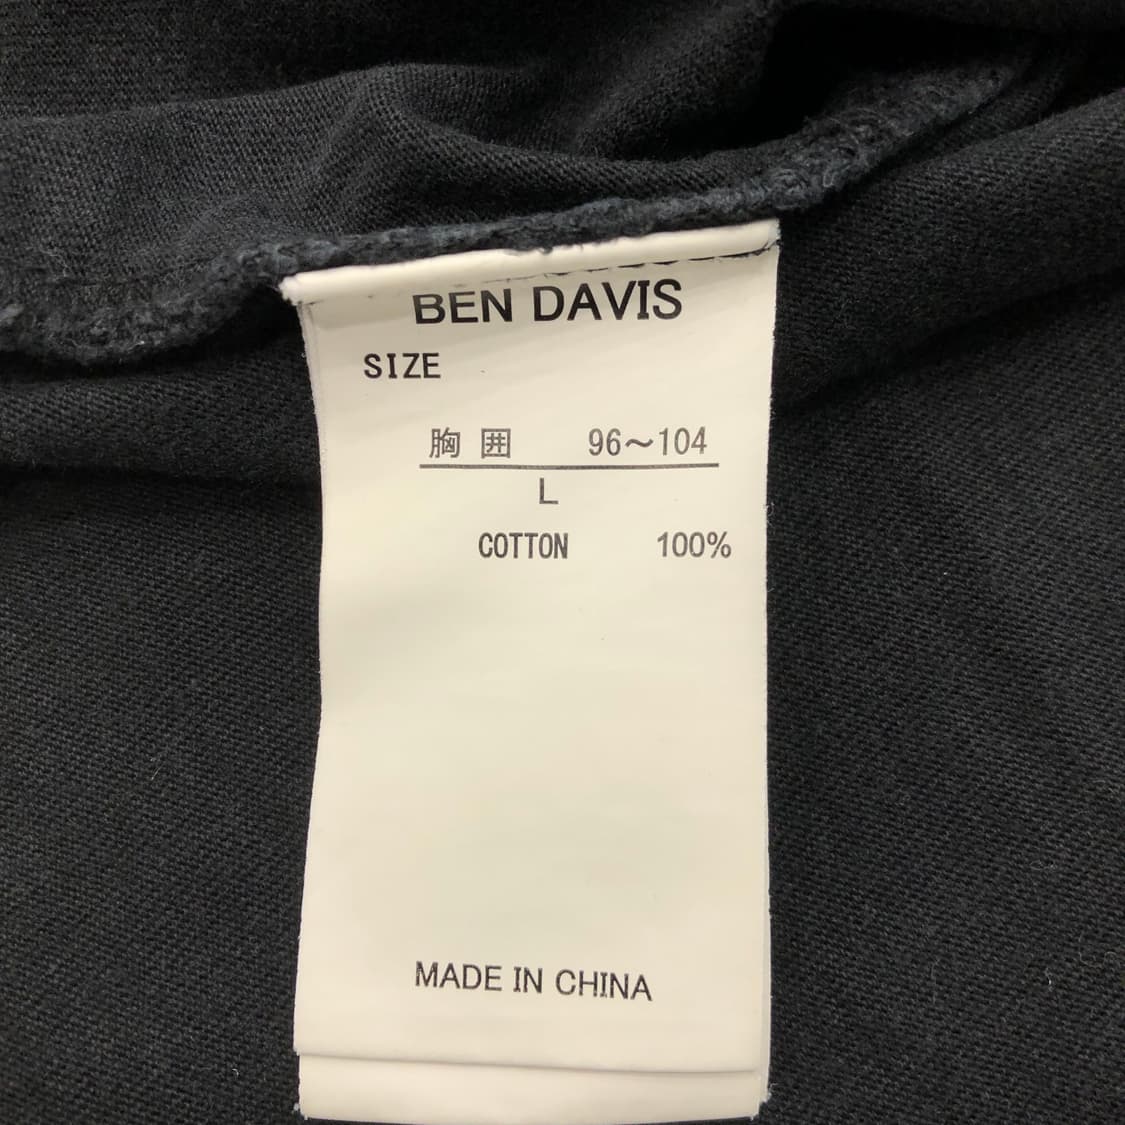 BEN DAVIS
SIZE
胸囲 96～104
L
COTTON 100%
MADE IN CHINA